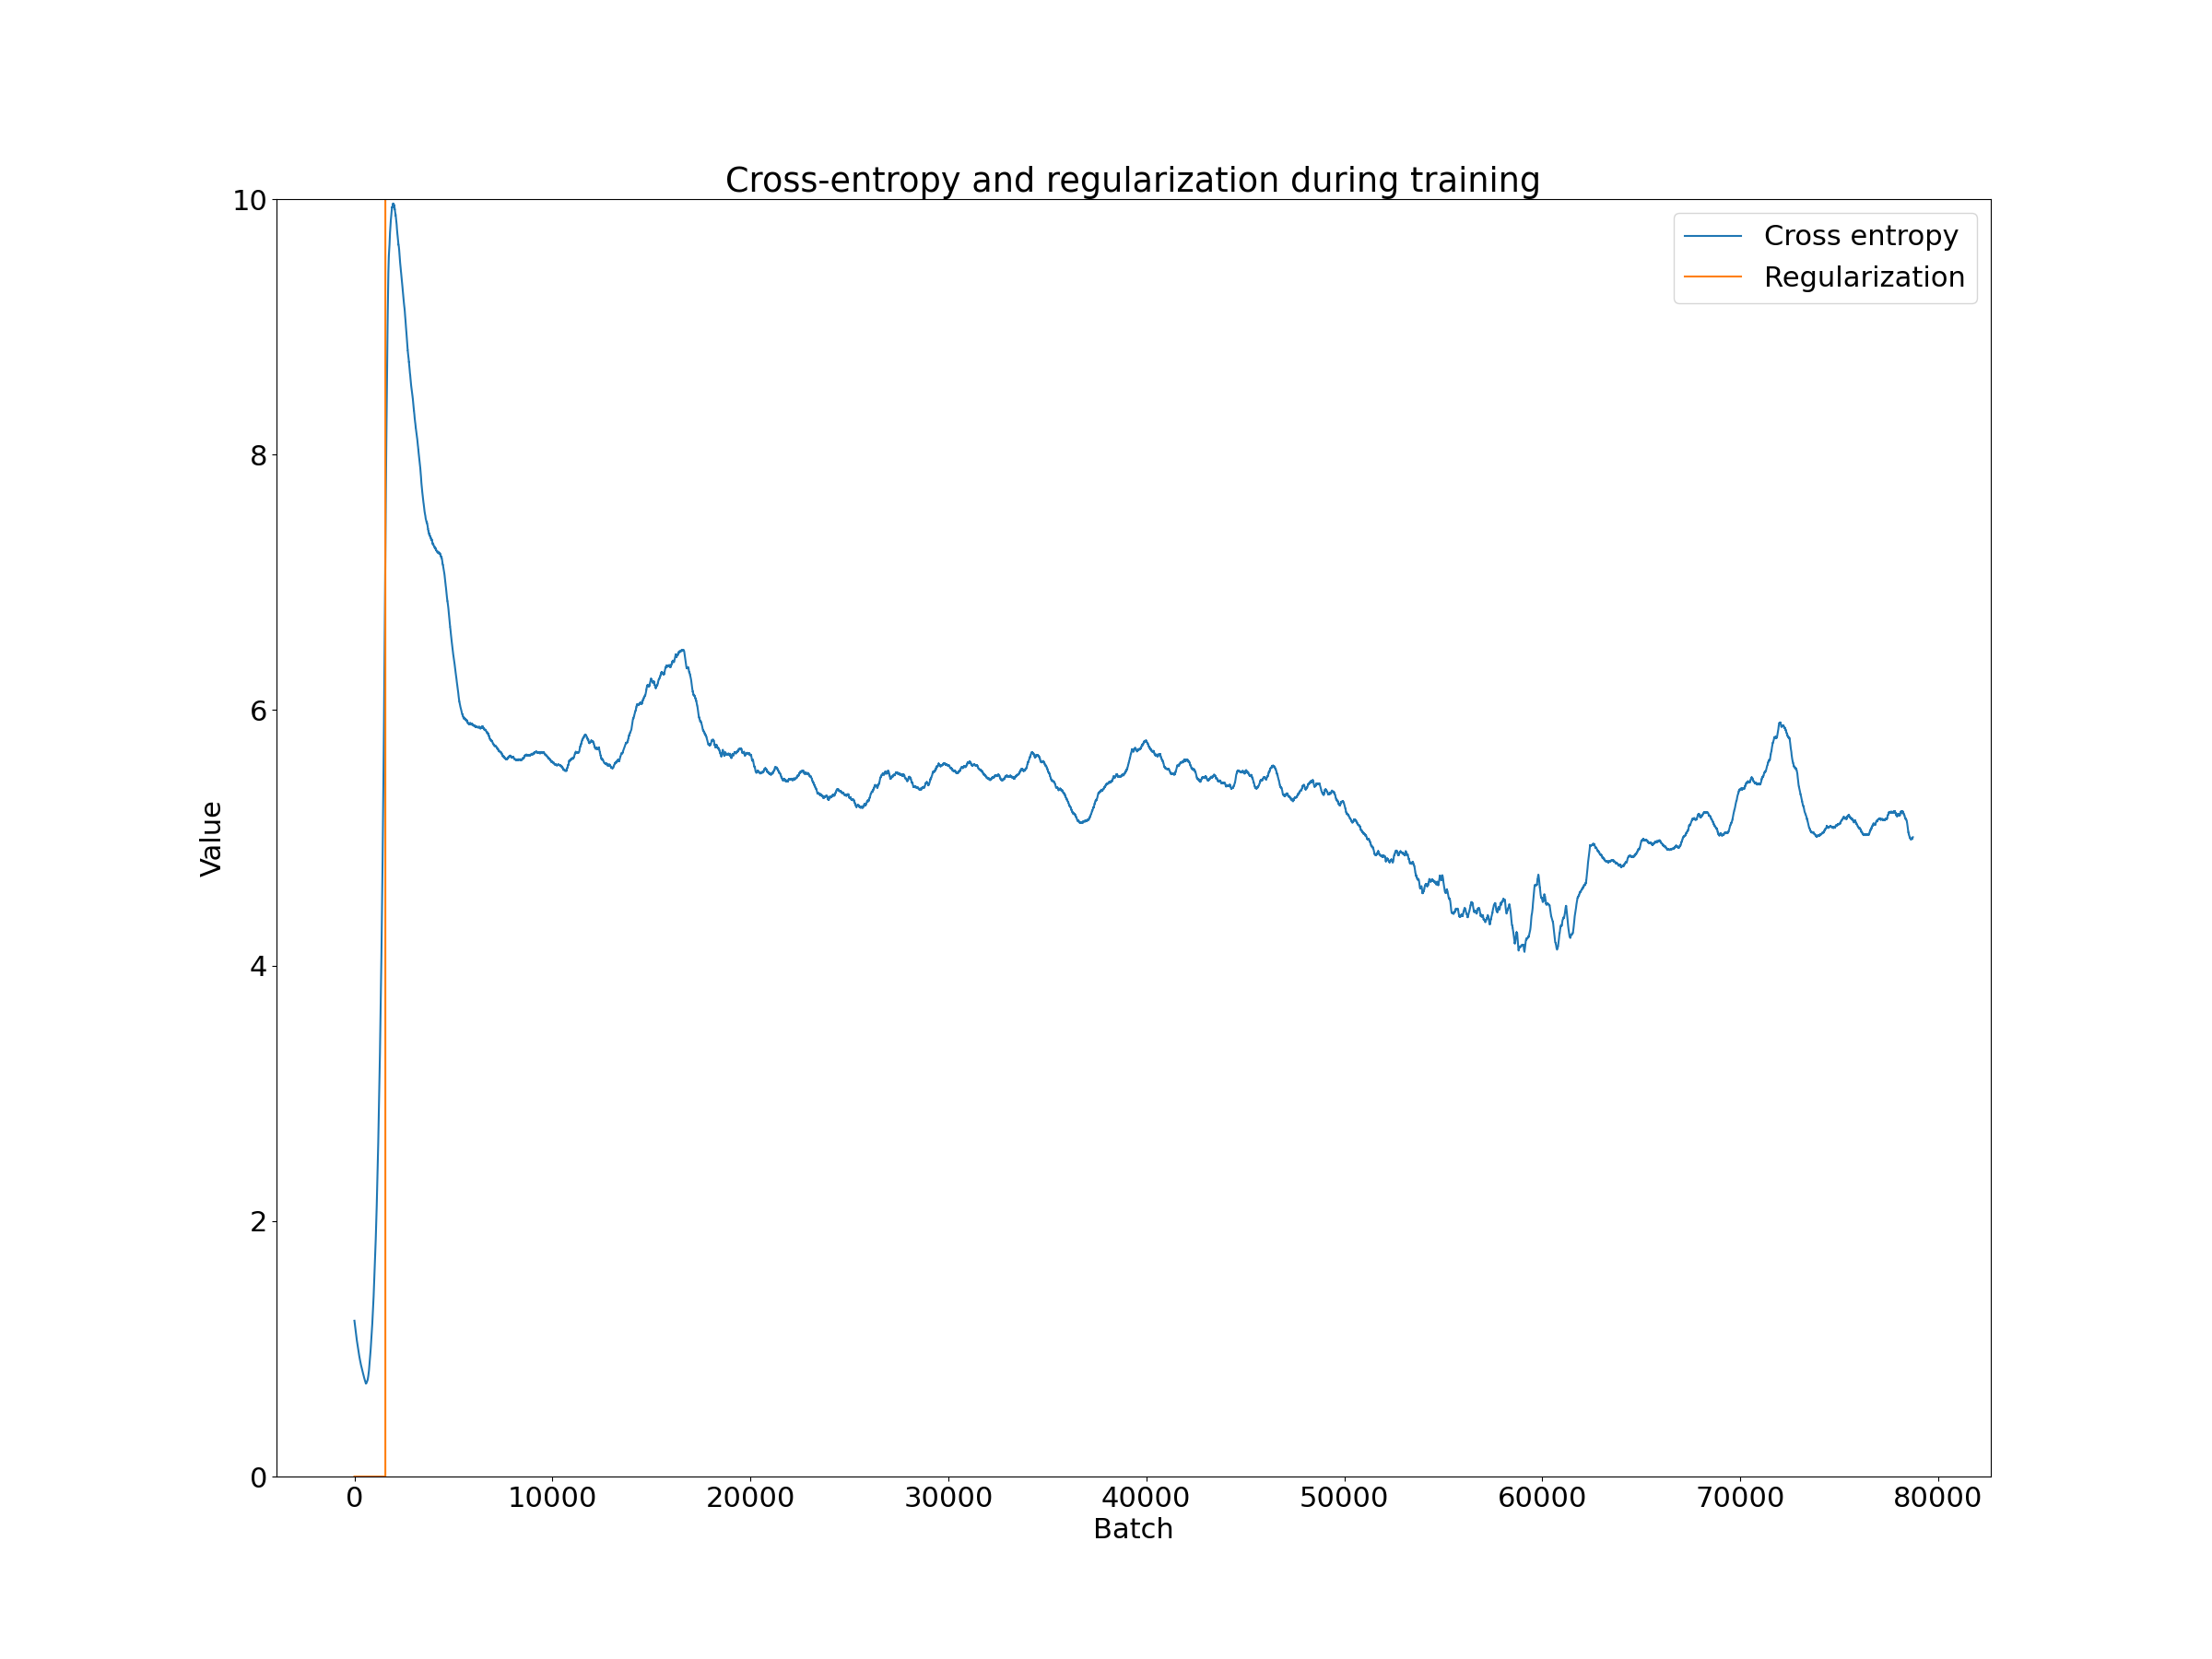 Cross-entropy and regularization during training
10
8
6
4
2
0
Value
Cross entropy
Regularization
0 10000 20000 30000 40000 50000 60000 70000 80000
Batch